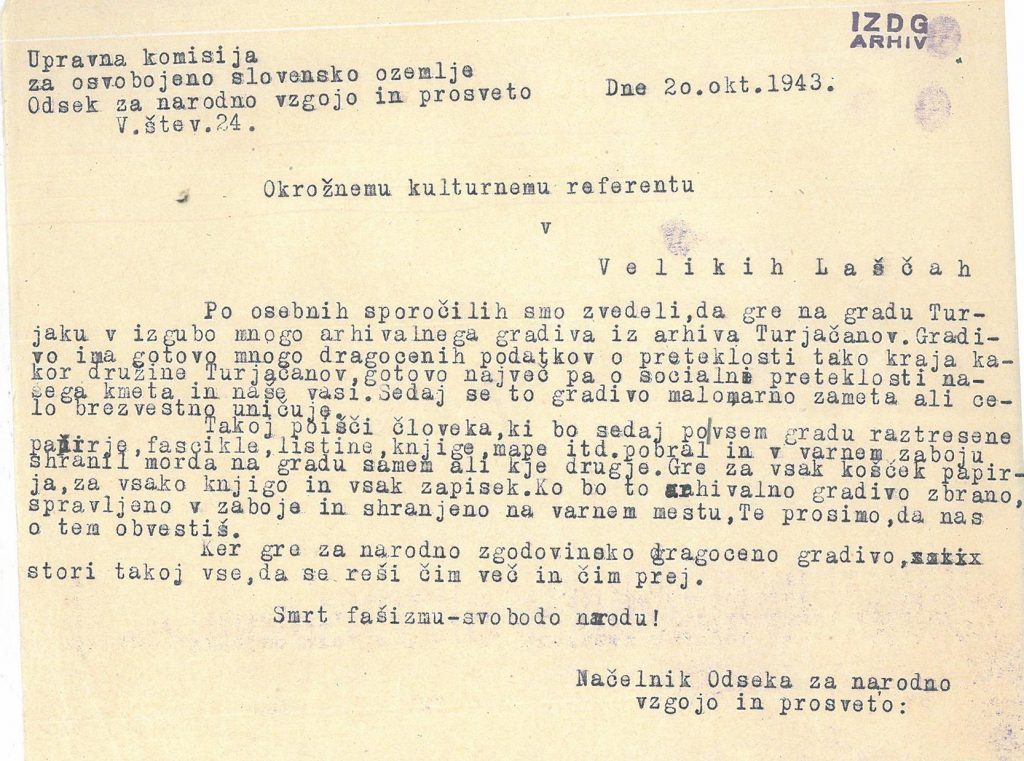 IZDG
ARHIV
Upravna komisija
za osvobojeno slovensko ozemlje
Odsek za narodno vzgojo in prosveto
V.štev.24.
Dne 2o.okt.1943.
Okrožnemu kulturnemu referentu
v
Velikih Laščah
Po osebnih sporočilih smo zvedeli,da gre na gradu Tur-
jaku v izgubo mnogo arhivalnega gradiva iz arhiva Turjačanov.Gradi-
vo ima gotovo mnogo dragocenih podatkov o preteklosti tako kraja ka-
kor družine Turjačanov,gotovo največ pa o socialni preteklosti na-
šega kmeta in naše vasi.Sedaj se to gradivo malomarno zameta ali ce-
lo brezvestno uničuje.
Takoj poišči človeka,ki bo sedaj po vsem gradu raztresene
papirje,fascikle,listine,knjige,mape itd.pobral in v varnem zaboju
shranil morda na gradu samem ali kje drugje.Gre za vsak košček papir-
ja,za vsako knjigo in vsak zapisek.Ko bo to arhivalno gradivo zbrano,
spravljeno v zaboje in shranjeno na varnem mestu,Te prosimo,da nas
o tem obvestiš.
Ker gre za narodno zgodovinsko dragoceno gradivo,
stori takoj vse,da se reši čim več in čim prej.
Smrt fašizmu-svobodo narodu!
Načelnik Odseka za narodno
vzgojo in prosveto: